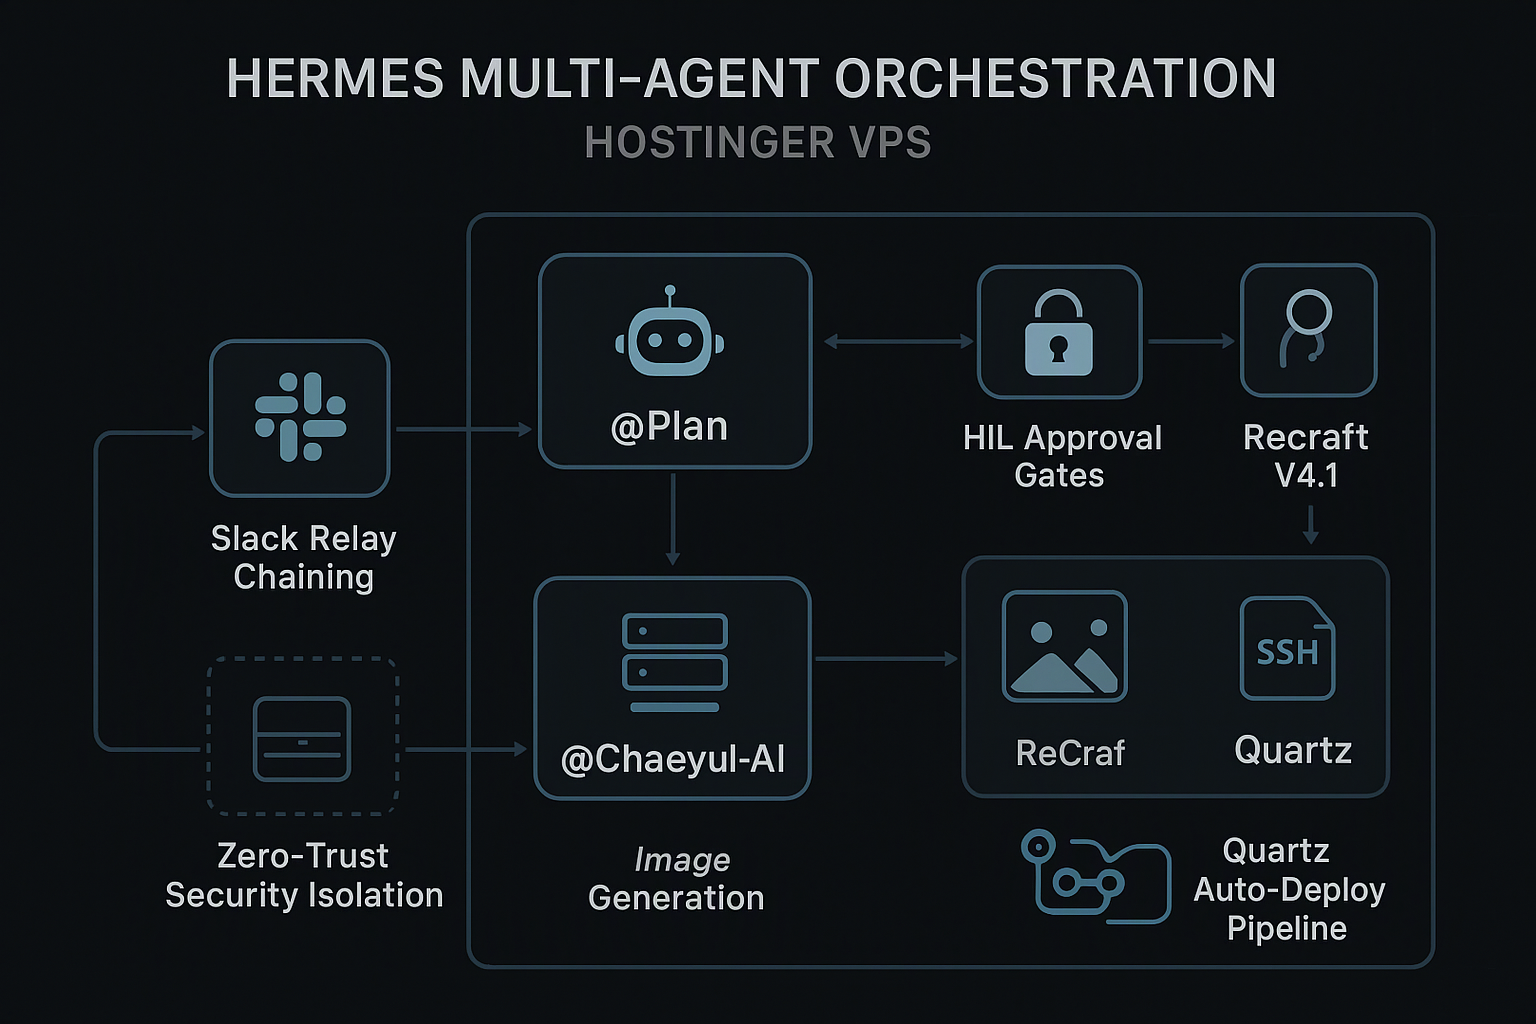 HERMES MULTI-AGENT ORCHESTRATION
HOSTINGER VPS
@Plan
HIL Approval
Gates
Recraft
V4.1
Slack Relay
Chaining
@Chaeyul-AI
ReCraf
SSH
Quartz
Zero-Trust
Security Isolation
Image
Generation
Quartz
Auto-Deploy
Pipeline